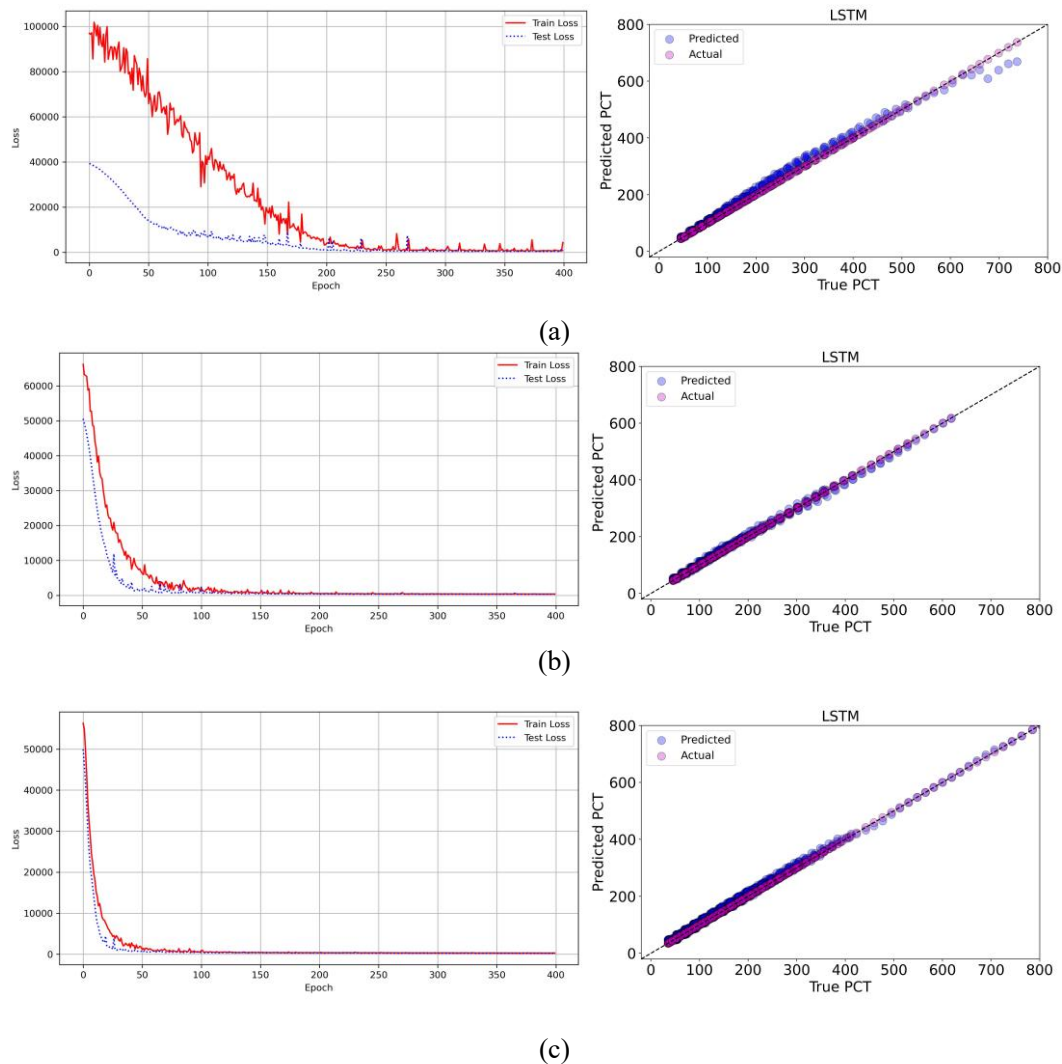 100000
80000
60000
40000
20000
0
Loss
0 50 100 150 200 250 300 350 400
Epoch
Train Loss
Test Loss
LSTM
800
600
400
200
0
Predicted PCT
Predicted
Actual
0 100 200 300 400 500 600 700 800
True PCT
(a)
60000
50000
40000
30000
20000
10000
0
Loss
0 50 100 150 200 250 300 350 400
Epoch
Train Loss
Test Loss
LSTM
800
600
400
200
0
Predicted PCT
Predicted
Actual
0 100 200 300 400 500 600 700 800
True PCT
(b)
50000
40000
30000
20000
10000
0
Loss
0 50 100 150 200 250 300 350 400
Epoch
Train Loss
Test Loss
LSTM
800
600
400
200
0
Predicted PCT
Predicted
Actual
0 100 200 300 400 500 600 700 800
True PCT
(c)